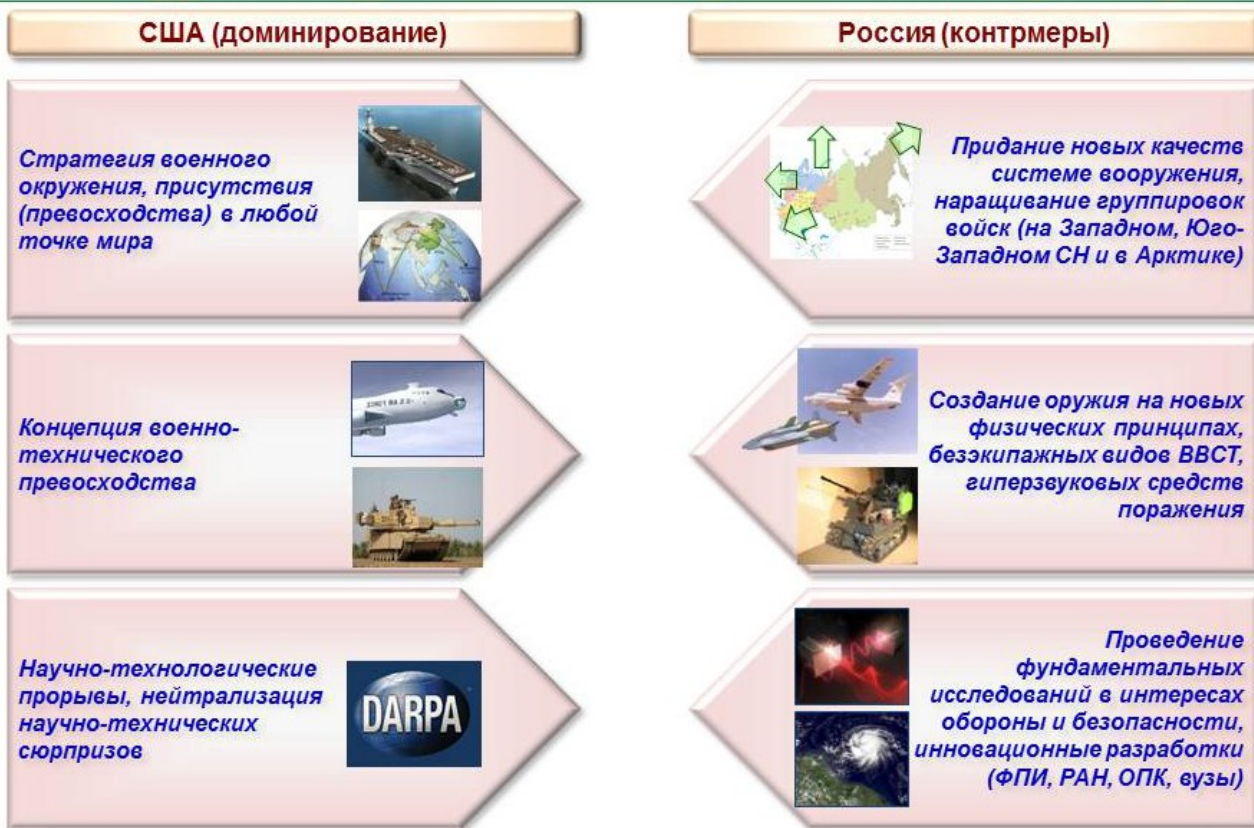 США (доминирование)
Россия (контрмеры)
Стратегия военного
окружения, присутствия
(превосходства) в любой
точке мира
Придание новых качеств
системе вооружения,
наращивание группировок
войск (на Западном, Юго-
Западном СН и в Арктике)
Концепция военно-
технического
превосходства
Создание оружия на новых
физических принципах,
безэкипажных видов ВВСТ,
гиперзвуковых средств
поражения
Научно-технологические
прорывы, нейтрализация
научно-технических
сюрпризов
DARPA
Проведение
фундаментальных
исследований в интересах
обороны и безопасности,
инновационные разработки
(ФПИ, РАН, ОПК, вузы)